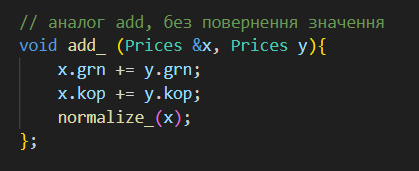 // аналог add, без повернення значення
void add_ (Prices &x, Prices y){
    x.grn += y.grn;
    x.kop += y.kop;
    normalize_(x);
};